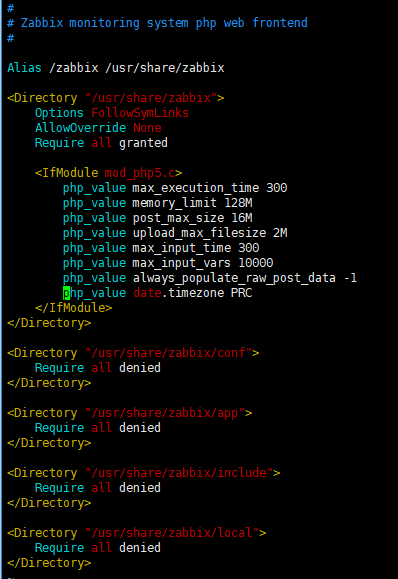 #
# Zabbix monitoring system php web frontend
#
Alias /zabbix /usr/share/zabbix
<Directory "/usr/share/zabbix">
    Options FollowSymLinks
    AllowOverride None
    Require all granted
    <IfModule mod_php5.c>
        php_value max_execution_time 300
        php_value memory_limit 128M
        php_value post_max_size 16M
        php_value upload_max_filesize 2M
        php_value max_input_time 300
        php_value max_input_vars 10000
        php_value always_populate_raw_post_data -1
        php_value date.timezone PRC
    </IfModule>
</Directory>
<Directory "/usr/share/zabbix/conf">
    Require all denied
</Directory>
<Directory "/usr/share/zabbix/app">
    Require all denied
</Directory>
<Directory "/usr/share/zabbix/include">
    Require all denied
</Directory>
<Directory "/usr/share/zabbix/local">
    Require all denied
</Directory>